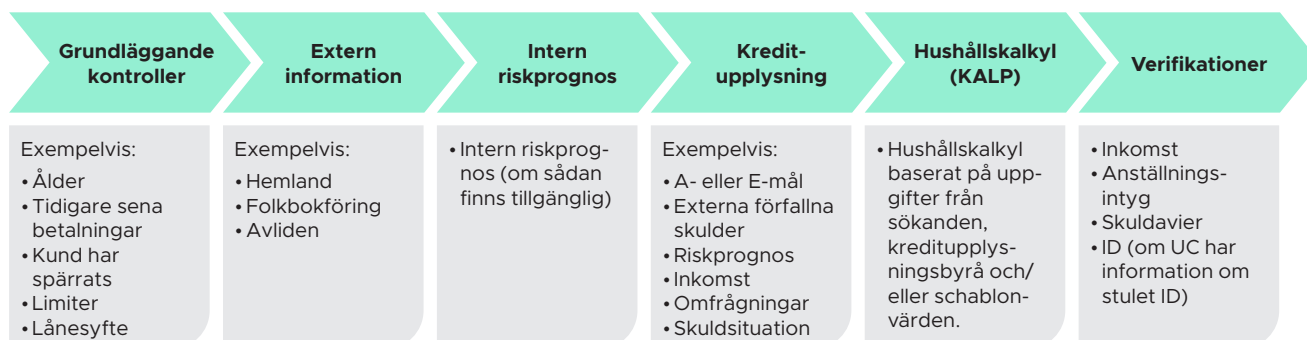 Grundläggande
kontroller
Extern
information
Intern
riskprognos
Kredit-
upplysning
Hushållskalkyl
(KALP)
Verifikationer
Exempelvis:
• Ålder
• Tidigare sena
betalningar
• Kund har
spärrats
• Limiter
• Lånesyfte
Exempelvis:
• Hemland
• Folkbokföring
• Avliden
• Intern riskprog-
nos (om sådan
finns tillgänglig)
Exempelvis:
• A- eller E-mål
• Externa förfallna
skulder
• Riskprognos
• Inkomst
• Omfrågningar
• Skuldsituation
• Hushållskalkyl
baserat på upp-
gifter från
sökanden,
kreditupplys-
ningsbyrå och/
eller schablon-
värden.
• Inkomst
• Anställnings-
intyg
• Skuldavier
• ID (om UC har
information om
stulet ID)